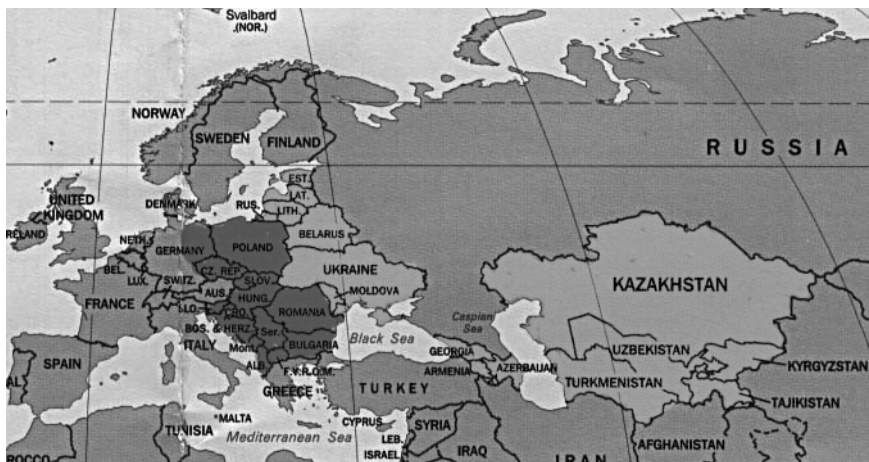 Svalbard
(NOR.)
NORWAY
SWEDEN
FINLAND
RUSSIA
EST.
LAT.
LITH.
RUS.
DENMARK
UNITED
KINGDOM
IRELAND
NETH.
GERMANY
POLAND
BELARUS
BEL.
LUX.
CZ. REP.
SLOV.
UKRAINE
KAZAKHSTAN
SWITZ.
AUS.
HUNG.
MOLDOVA
FRANCE
SLO.
CRO.
ROMANIA
BOS. & HERZ.
Ser.
Caspian
Sea
ITALY
Mont.
BULGARIA
Black Sea
GEORGIA
UZBEKISTAN
SPAIN
ALB.
F.Y.R.O.M.
ARMENIA
AZERBAIJAN
KYRGYZSTAN
GREECE
TURKEY
TURKMENISTAN
TAJIKISTAN
*MALTA
TUNISIA
CYPRUS
SYRIA
Mediterranean Sea
LEB.
ISRAEL
IRAQ
IRAN
AFGHANISTAN